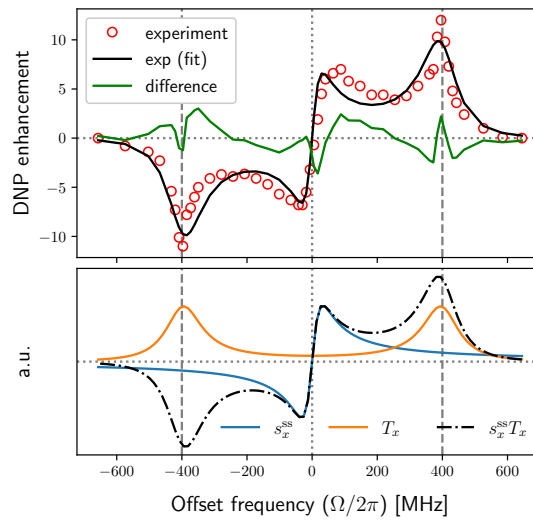 experiment
exp (fit)
difference
DNP enhancement
10
5
0
−5
−10
a.u.
$s_x^{ss}$ $T_x$ $s_x^{ss}T_x$
−600 −400 −200 0 200 400 600
Offset frequency (Ω/2π) [MHz]